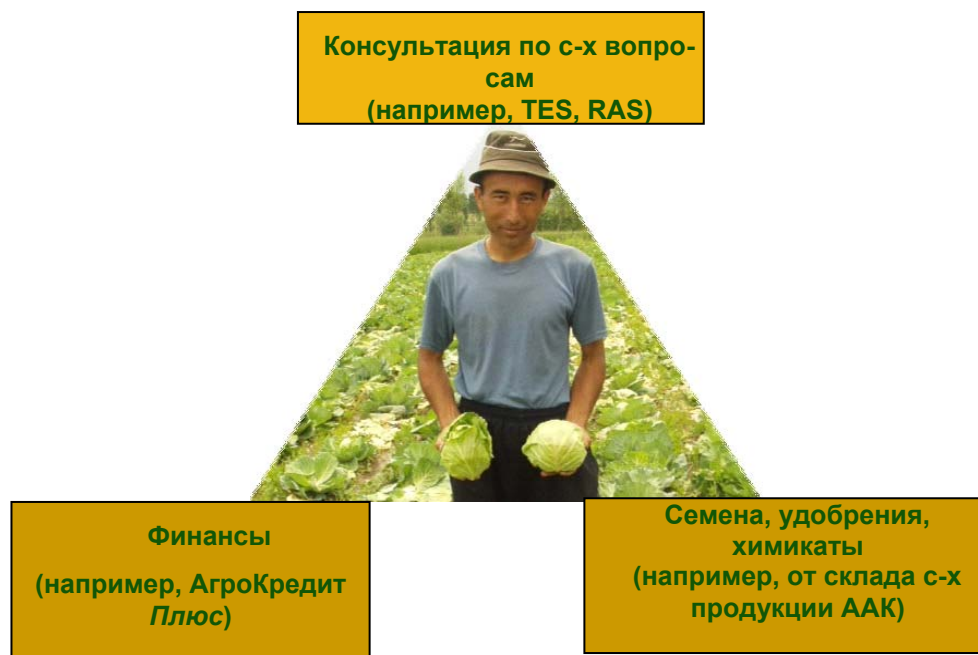 Консультация по с-х вопро-
сам
(например, TES, RAS)
Финансы
(например, АгроКредит
Плюс)
Семена, удобрения,
химикаты
(например, от склада с-х
продукции ААК)